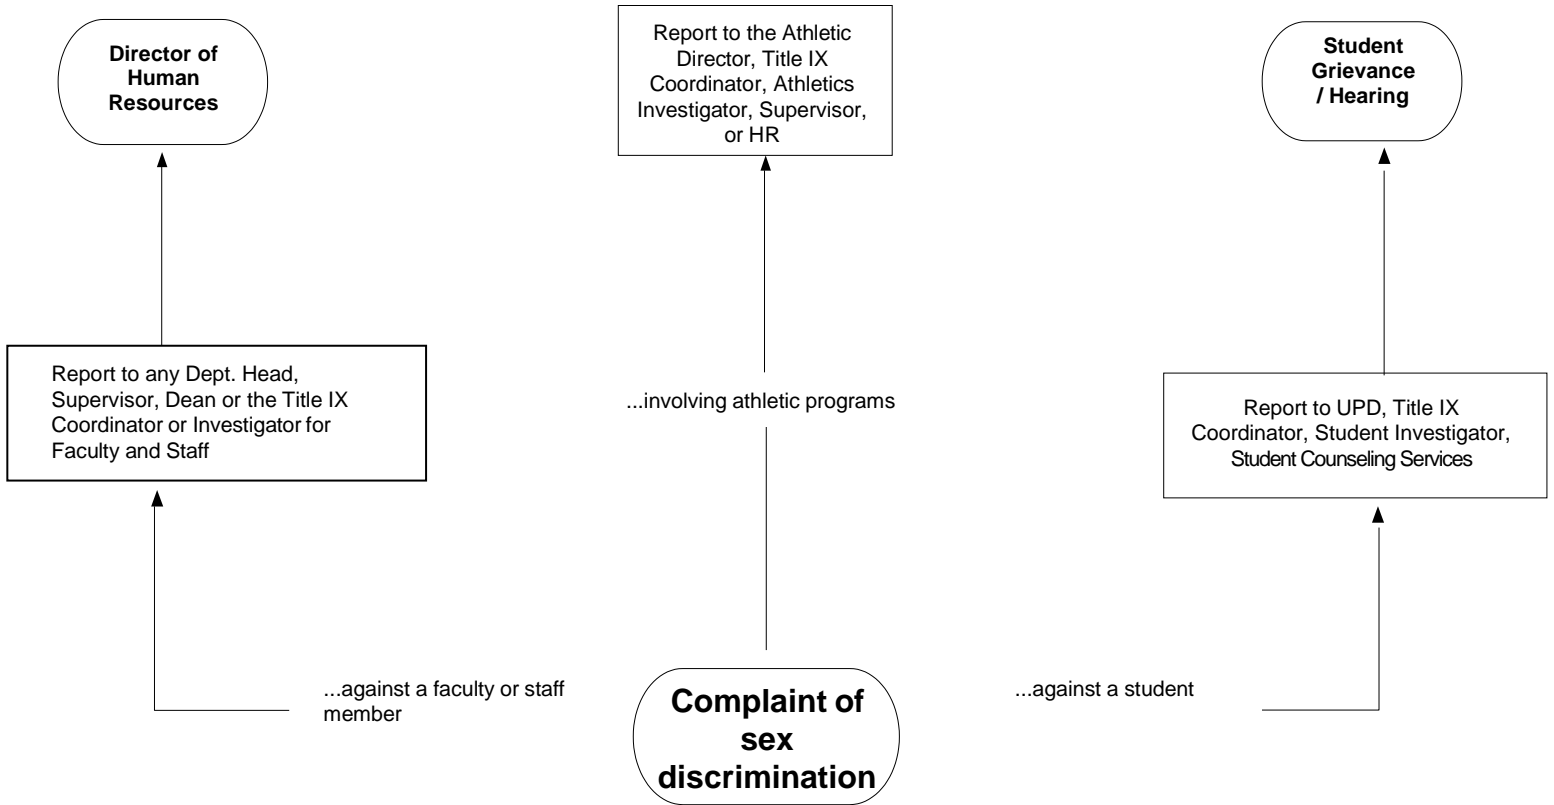 Director of
Human
Resources
Report to the Athletic
Director, Title IX
Coordinator, Athletics
Investigator, Supervisor,
or HR
Student
Grievance
/ Hearing
Report to any Dept. Head,
Supervisor, Dean or the Title IX
Coordinator or Investigator for
Faculty and Staff
...involving athletic programs
Report to UPD, Title IX
Coordinator, Student Investigator,
Student Counseling Services
...against a faculty or staff
member
Complaint of
sex
discrimination
...against a student